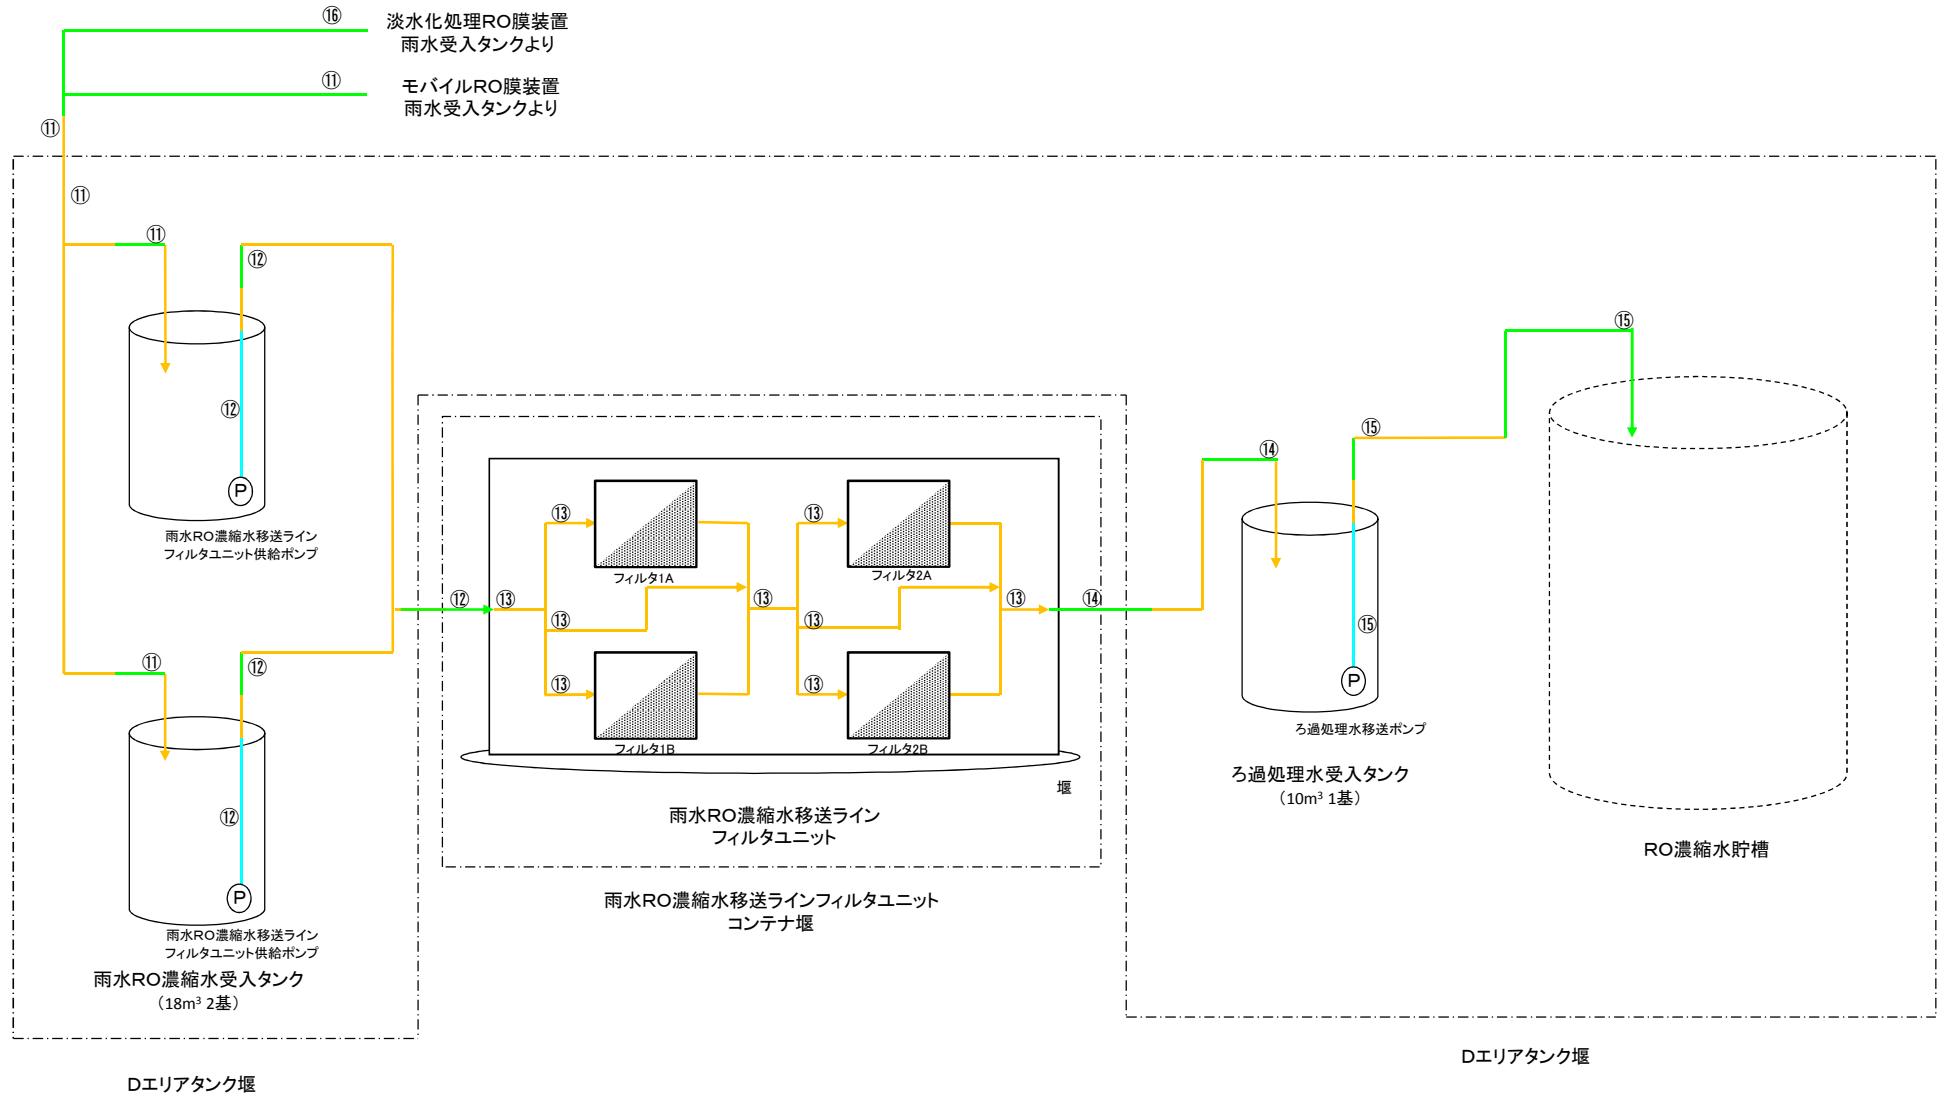 ⑯
淡水化処理RO膜装置
雨水受入タンクより
⑪
モバイルRO膜装置
雨水受入タンクより
⑪
⑪
⑪
⑫
⑫
P
雨水RO濃縮水移送ライン
フィルタユニット供給ポンプ
⑪
⑫
⑫
P
雨水RO濃縮水移送ライン
フィルタユニット供給ポンプ
雨水RO濃縮水受入タンク
（18m³ 2基）
Dエリアタンク堰
⑫
⑬
⑬
フィルタ1A
⑬
⑬
フィルタ1B
⑬
⑬
フィルタ2A
⑬
⑬
フィルタ2B
⑬
堰
雨水RO濃縮水移送ライン
フィルタユニット
雨水RO濃縮水移送ラインフィルタユニット
コンテナ堰
⑭
⑭
⑮
⑮
P
ろ過処理水移送ポンプ
ろ過処理水受入タンク
（10m³ 1基）
⑮
RO濃縮水貯槽
Dエリアタンク堰